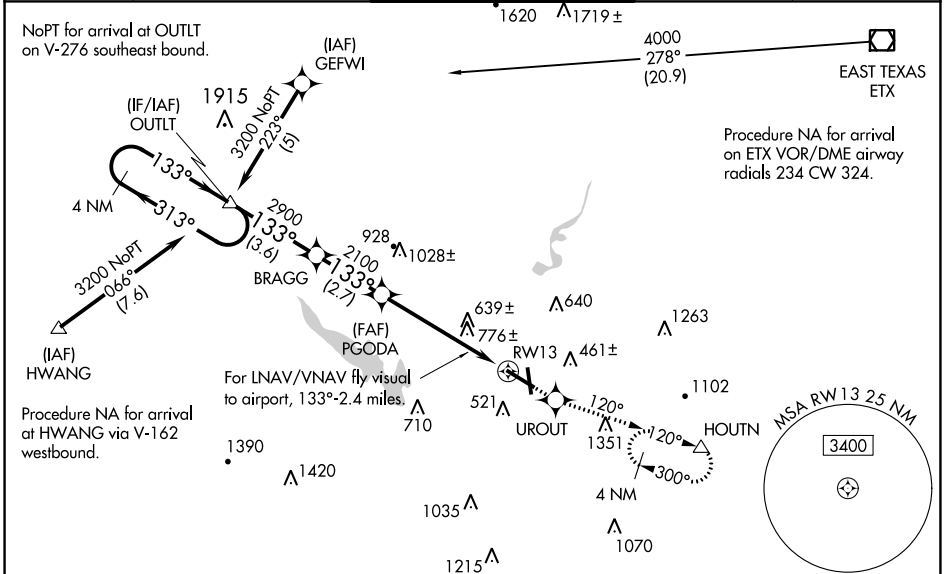 1620
1719±
NoPT for arrival at OUTLT
on V-276 southeast bound.
(IAF)
GEFWI
4000
278°
(20.9)
EAST TEXAS
ETX
1915
(IF/IAF)
OUTLT
3200 NoPT
223°
(5)
Procedure NA for arrival
on ETX VOR/DME airway
radials 234 CW 324.
133°
4 NM
313°
2900
133°
(3.6)
BRAGG
2100
133°
(2.7)
928
1028±
3200 NoPT
066°
(7.6)
(IAF)
HWANG
(FAF)
PGODA
639±
776±
640
1263
RW13
461±
For LNAV/VNAV fly visual
to airport, 133°-2.4 miles.
Procedure NA for arrival
at HWANG via V-162
westbound.
710
521
UROUT
120°
1102
1351
120°
HOUTN
300°
4 NM
MSA RW13 25 NM
3400
1390
1420
1035
1070
1215